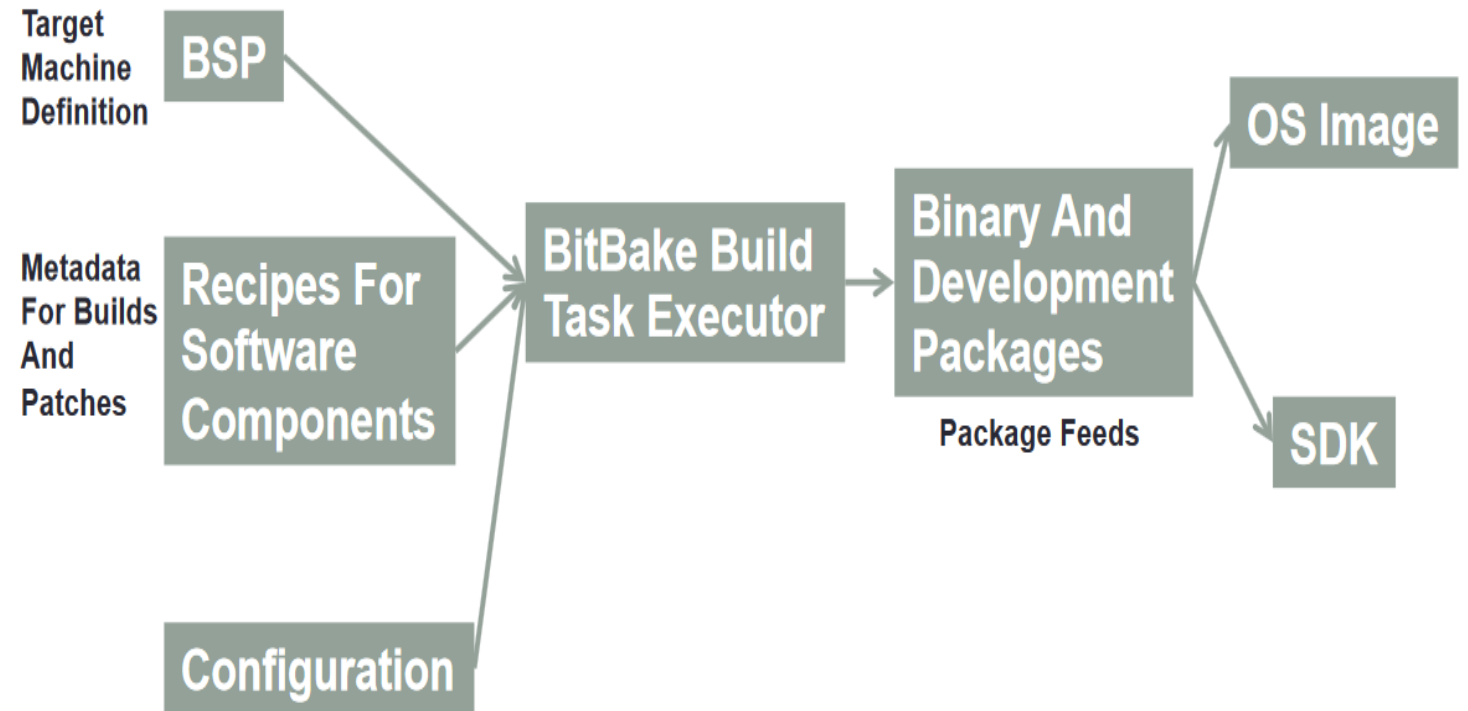 Target
Machine
Definition
BSP
Metadata
For Builds
And
Patches
Recipes For
Software
Components
Configuration
BitBake Build
Task Executor
Binary And
Development
Packages
Package Feeds
OS Image
SDK